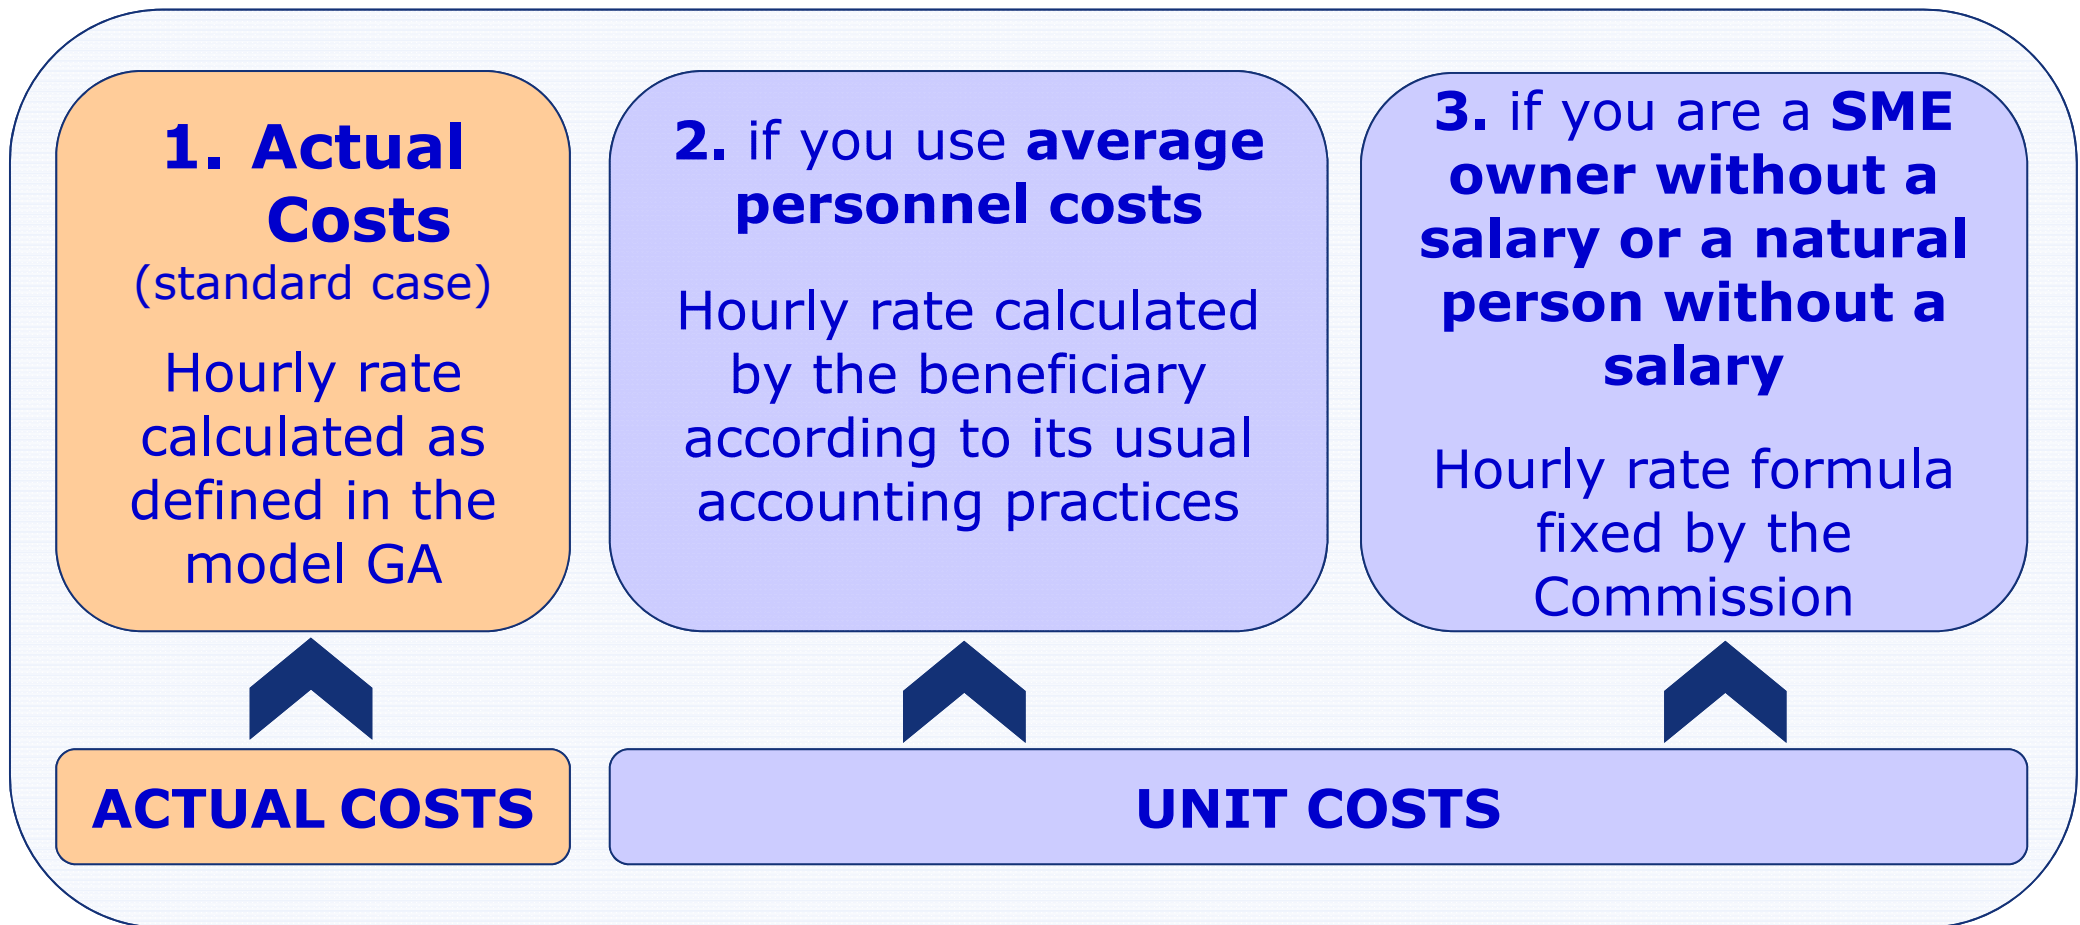 1. Actual
Costs
(standard case)
Hourly rate
calculated as
defined in the
model GA
2. if you use average
personnel costs
Hourly rate calculated
by the beneficiary
according to its usual
accounting practices
3. if you are a SME
owner without a
salary or a natural
person without a
salary
Hourly rate formula
fixed by the
Commission
ACTUAL COSTS
UNIT COSTS